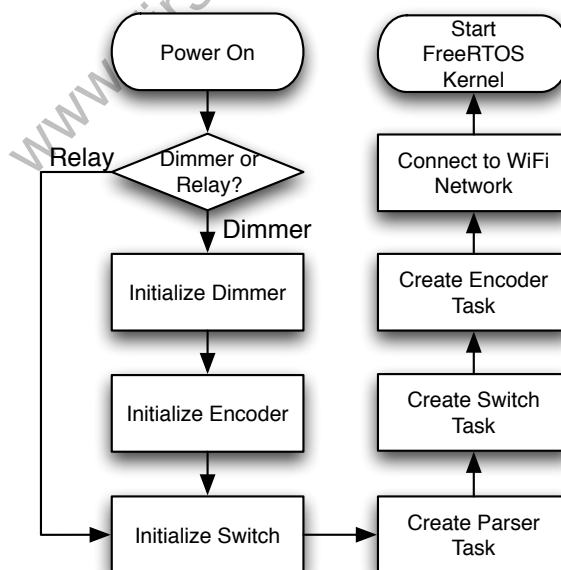 Power On
Dimmer or
Relay?
Relay
Dimmer
Initialize Dimmer
Initialize Encoder
Initialize Switch
Create Parser
Task
Create Switch
Task
Create Encoder
Task
Connect to WiFi
Network
Start
FreeRTOS
Kernel